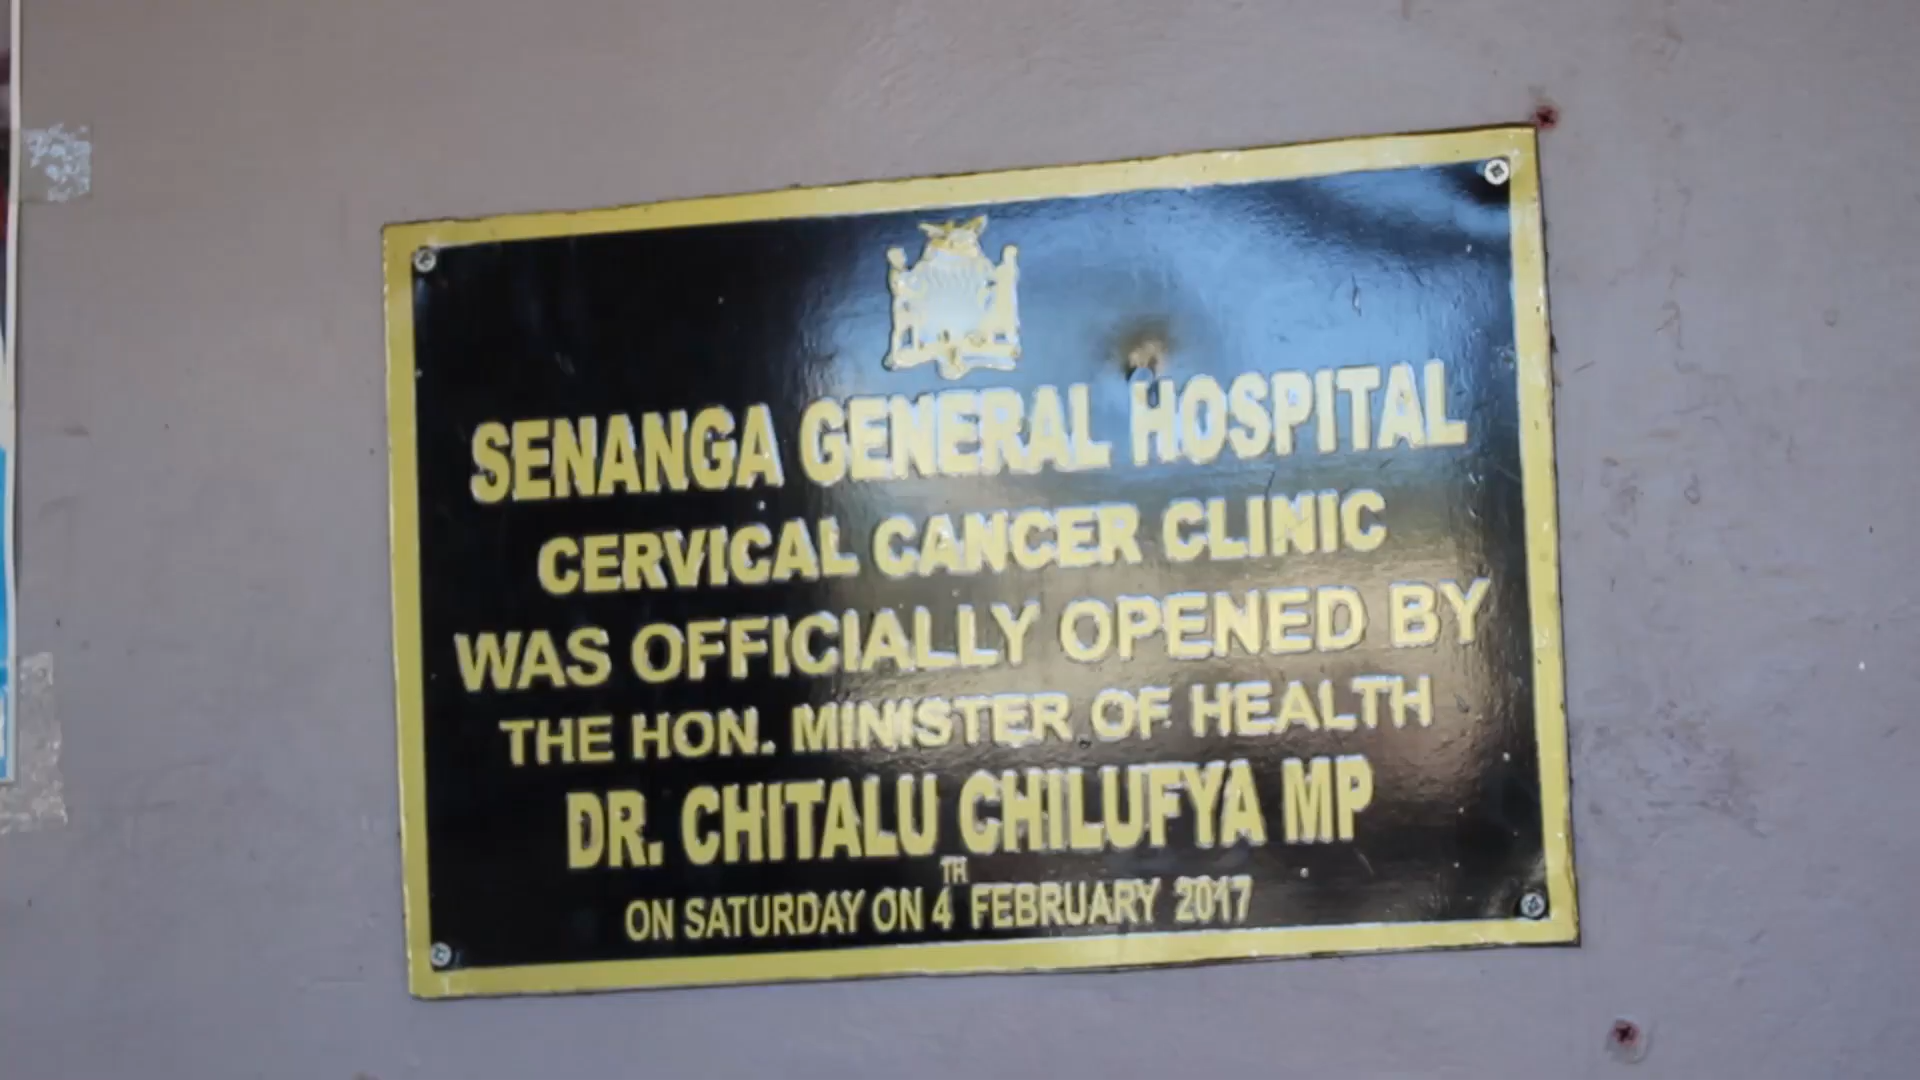 SENANGA GENERAL HOSPITAL
CERVICAL CANCER CLINIC
WAS OFFICIALLY OPENED BY
THE HON. MINISTER OF HEALTH
DR. CHITALU CHILUFYA MP
ON SATURDAY ON 4TH FEBRUARY 2017